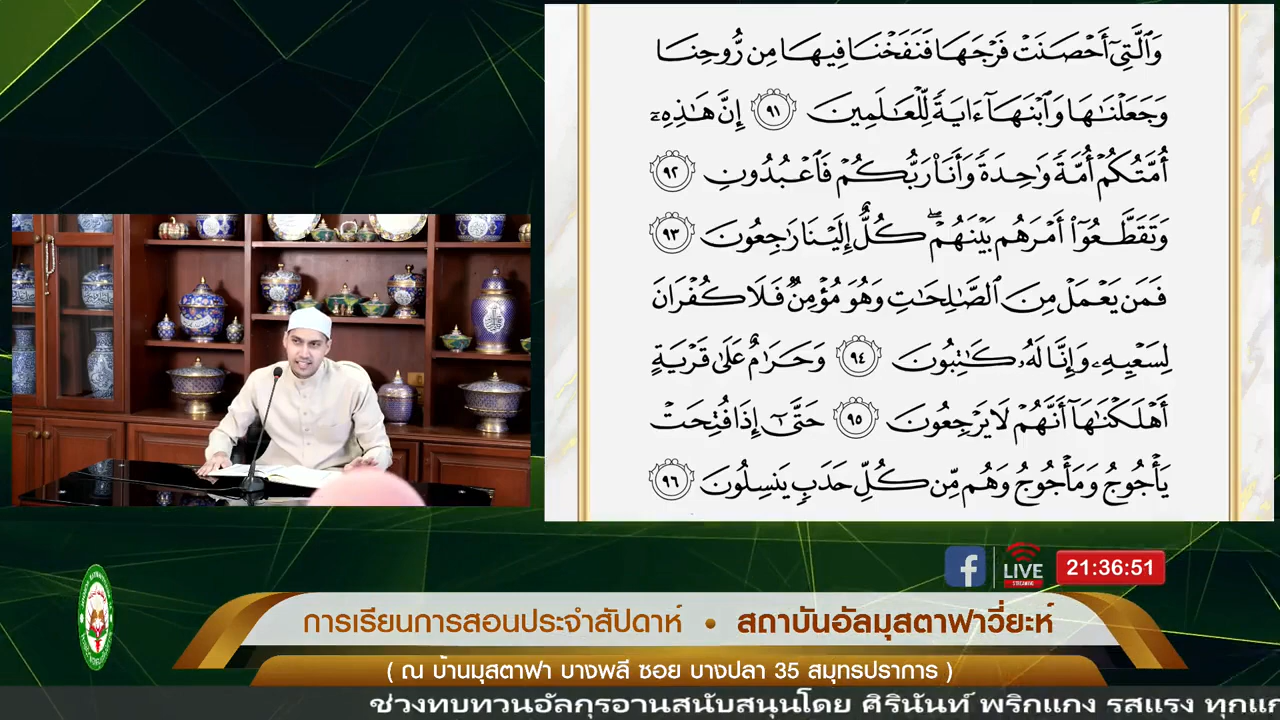 وَٱلَّتِىٓ أَحْصَنَتْ فَرْجَهَا فَنَفَخْنَا فِيهَا مِن رُّوحِنَا
وَجَعَلْنَٰهَا وَٱبْنَهَآ ءَايَةً لِّلْعَٰلَمِينَ ٩١ إِنَّ هَٰذِهِۦٓ
أُمَّتُكُمْ أُمَّةً وَٰحِدَةً وَأَنَا۠ رَبُّكُمْ فَٱعْبُدُونِ ٩٢
وَتَقَطَّعُوٓا۟ أَمْرَهُم بَيْنَهُمْ ۖ كُلٌّ إِلَيْنَا رَٰجِعُونَ ٩٣
فَمَن يَعْمَلْ مِنَ ٱلصَّٰلِحَٰتِ وَهُوَ مُؤْمِنٌ فَلَا كُفْرَانَ
لِسَعْيِهِۦ وَإِنَّا لَهُۥ كَٰتِبُونَ ٩٤ وَحَرَٰمٌ عَلَىٰ قَرْيَةٍ
أَهْلَكْنَٰهَآ أَنَّهُمْ لَا يَرْجِعُونَ ٩٥ حَتَّىٰٓ إِذَا فُتِحَتْ
يَأْجُوجُ وَمَأْجُوجُ وَهُم مِّن كُلِّ حَدَبٍ يَنسِلُونَ ٩٦
LIVE
STREAMING
21:36:51
การเรียนการสอนประจำสัปดาห์ • สถาบันอัลมุสตาฟาวี่ยะห์
( ณ บ้านมุสตาฟา บางพลี ซอย บางปลา 35 สมุทรปราการ )
ช่วงทบทวนอัลกุรอานสนับสนุนโดย ศิรินันท์ พริกแกง รสแรง ทุกแก